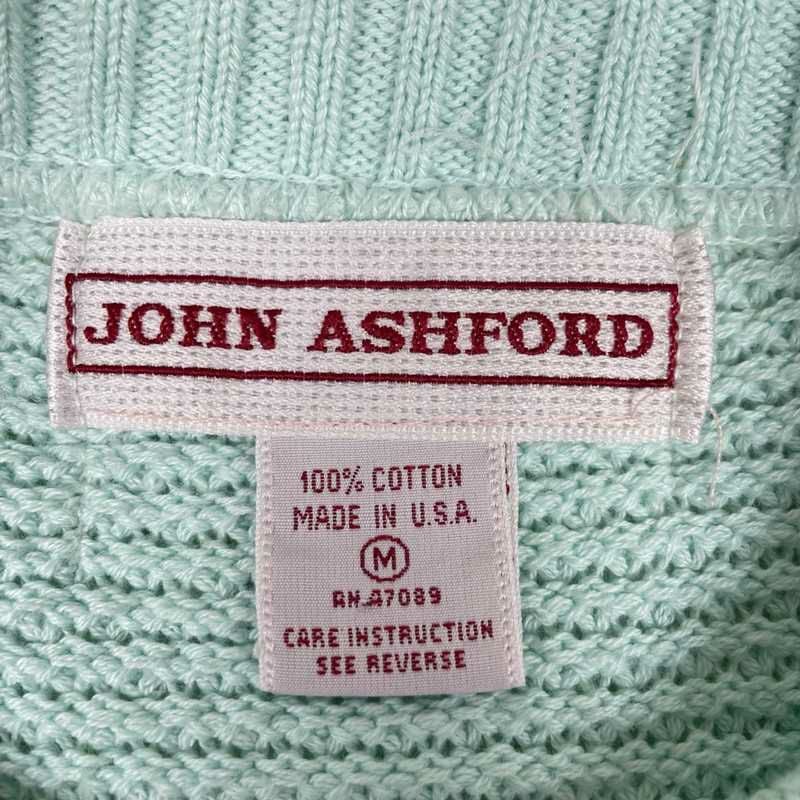 JOHN ASHFORD
100% COTTON
MADE IN U.S.A.
M
RN 47089
CARE INSTRUCTION
SEE REVERSE